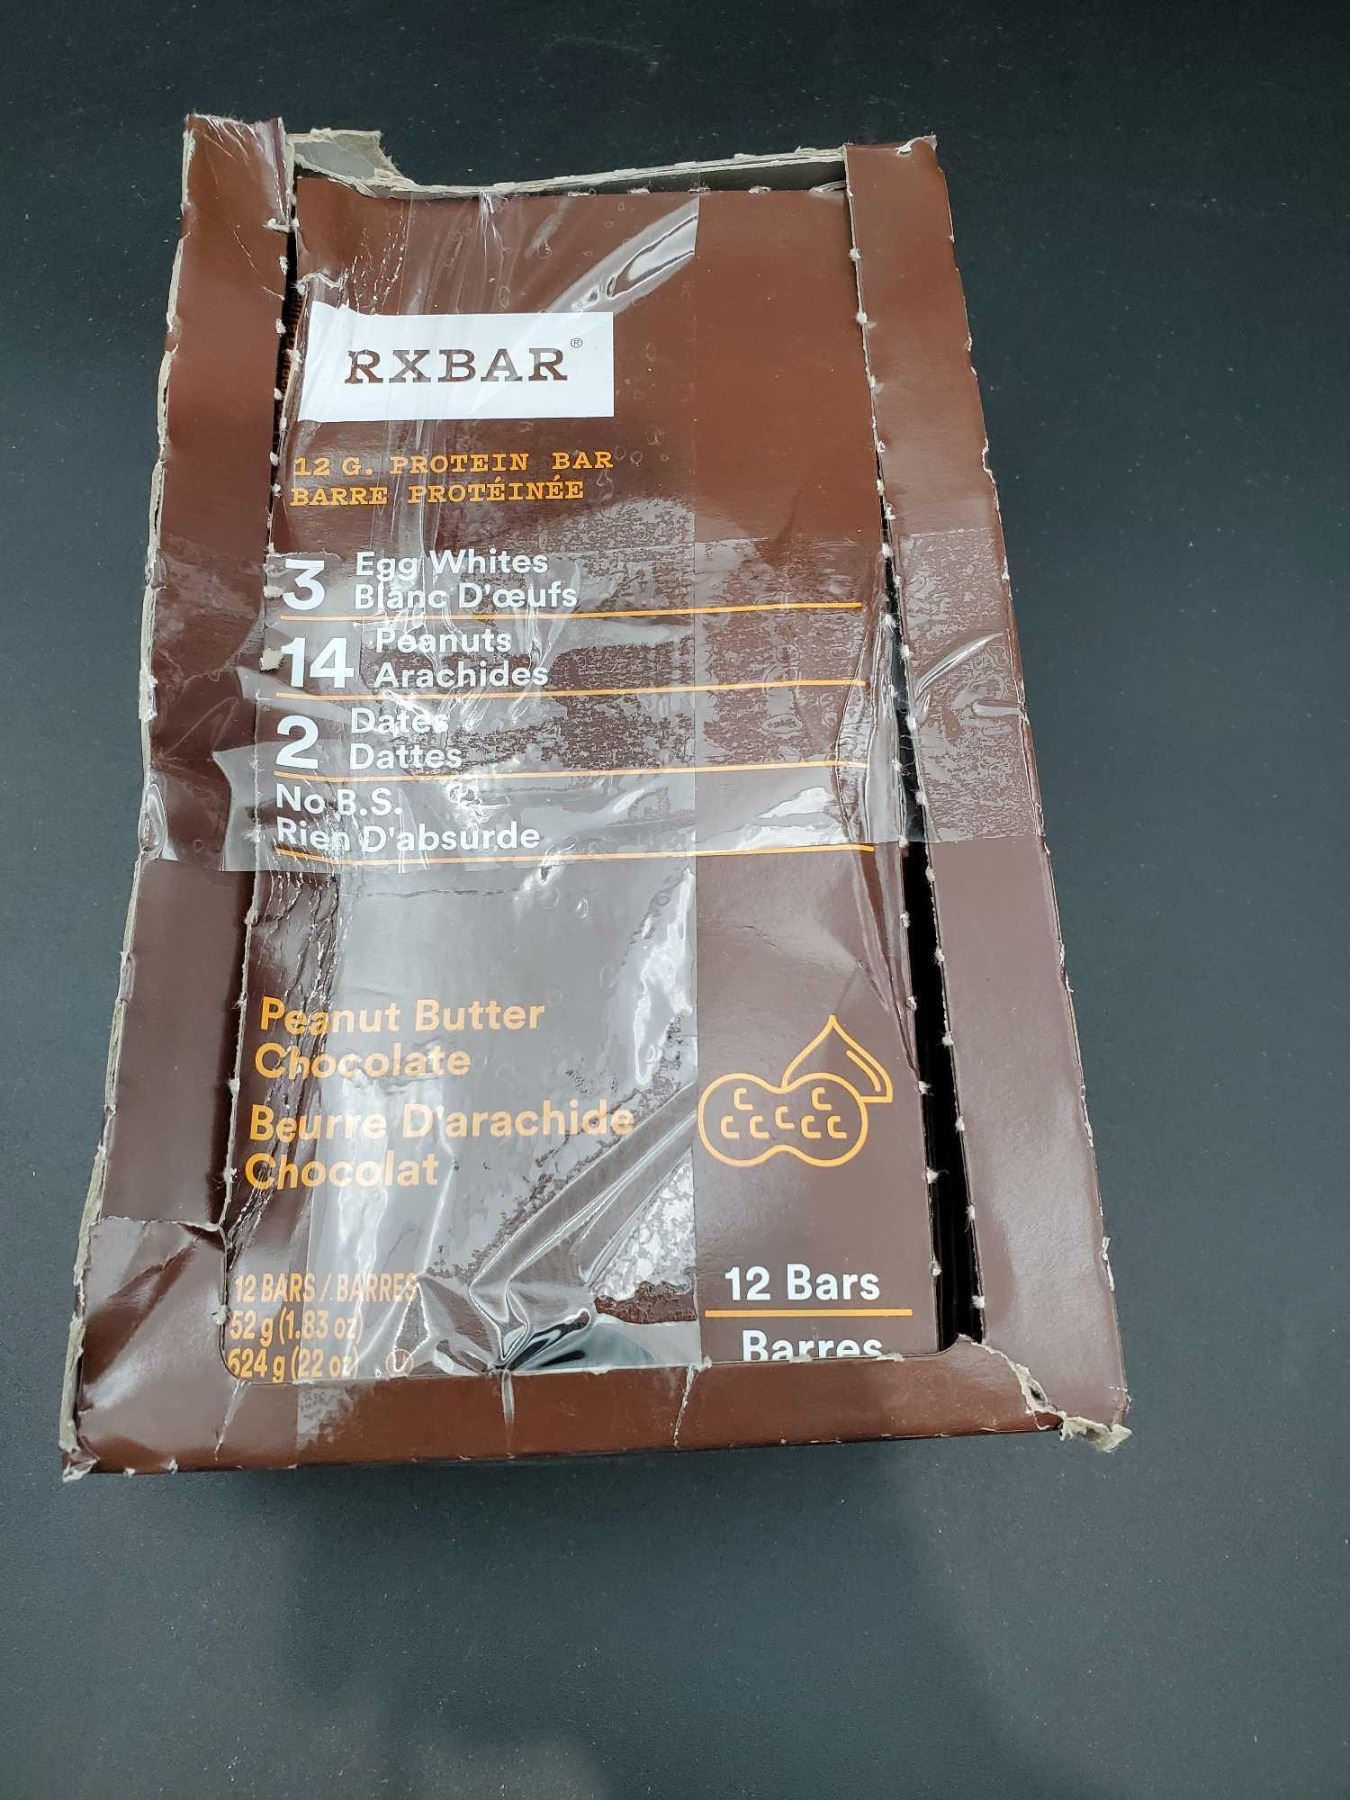 RXBAR®
12 G. PROTEIN BAR
BARRE PROTÉINÉE
3 Egg Whites
Blanc D'œufs
14 Peanuts
Arachides
2 Dates
Dattes
No B.S.
Rien D'absurde
Peanut Butter
Chocolate
Beurre D'arachide
Chocolat
12 BARS / BARRES
52 g (1.83 oz)
624 g (22 oz)
12 Bars
Barres